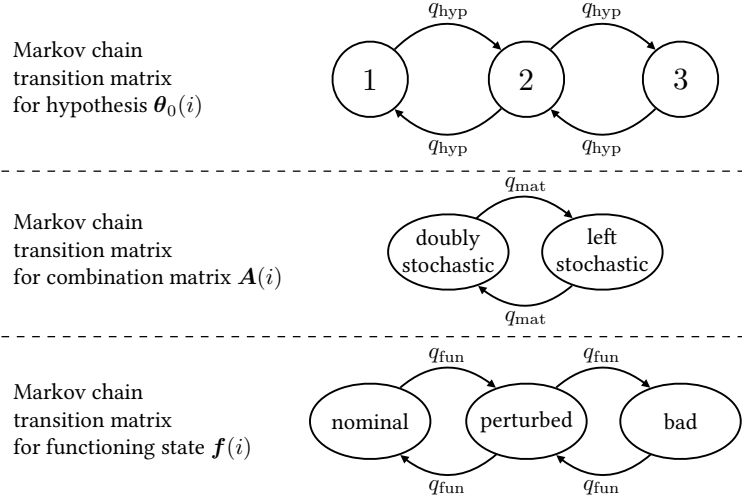 q_hyp q_hyp
Markov chain
transition matrix
for hypothesis θ₀(i)
1 2 3
q_hyp q_hyp
q_mat
Markov chain
transition matrix
for combination matrix A(i)
doubly
stochastic
left
stochastic
q_mat
q_fun q_fun
Markov chain
transition matrix
for functioning state f(i)
nominal perturbed bad
q_fun q_fun